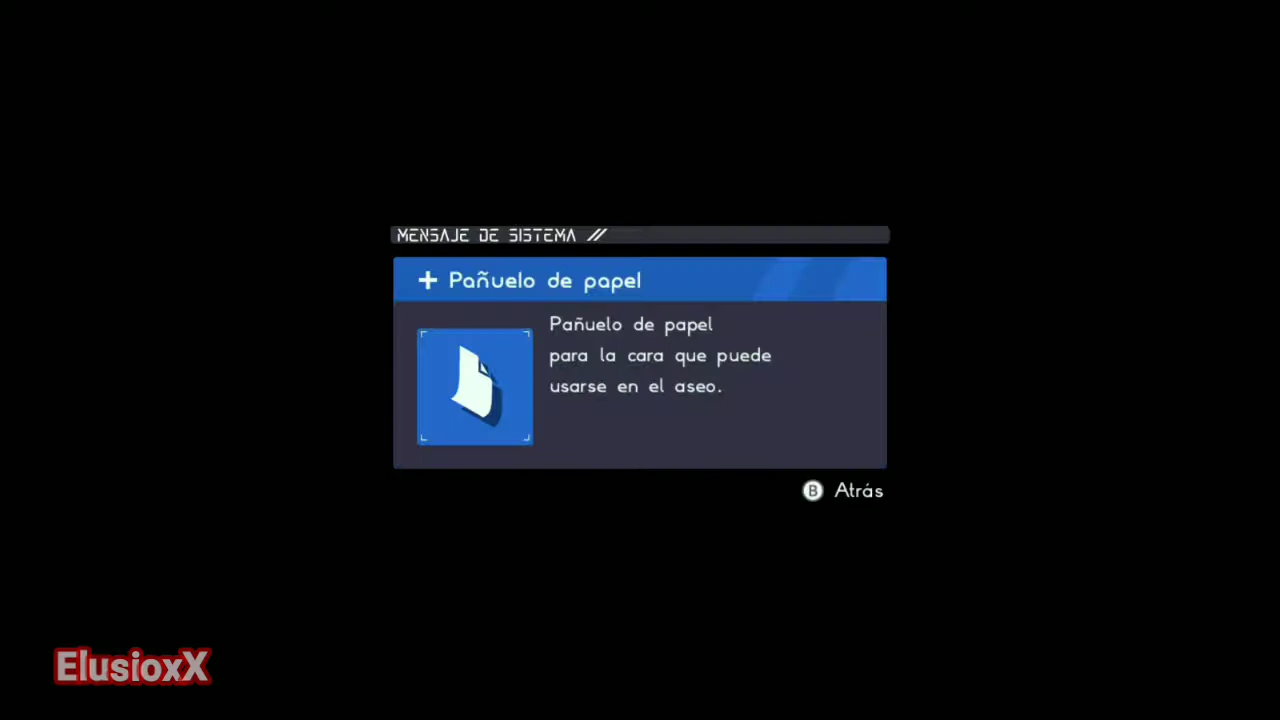 MENSAJE DE SISTEMA //
+ Pañuelo de papel
Pañuelo de papel
para la cara que puede
usarse en el aseo.
B Atrás
ElusioxX